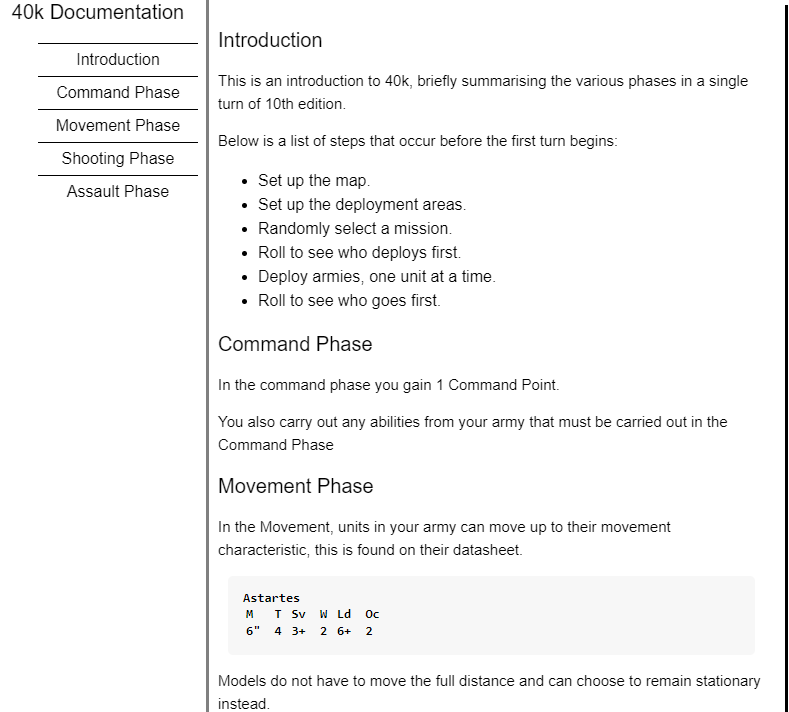 40k Documentation
Introduction
Command Phase
Movement Phase
Shooting Phase
Assault Phase
Introduction
This is an introduction to 40k, briefly summarising the various phases in a single
turn of 10th edition.
Below is a list of steps that occur before the first turn begins:
• Set up the map.
• Set up the deployment areas.
• Randomly select a mission.
• Roll to see who deploys first.
• Deploy armies, one unit at a time.
• Roll to see who goes first.
Command Phase
In the command phase you gain 1 Command Point.
You also carry out any abilities from your army that must be carried out in the
Command Phase
Movement Phase
In the Movement, units in your army can move up to their movement
characteristic, this is found on their datasheet.
Astartes
M T Sv W Ld Oc
6" 4 3+ 2 6+ 2
Models do not have to move the full distance and can choose to remain stationary
instead.